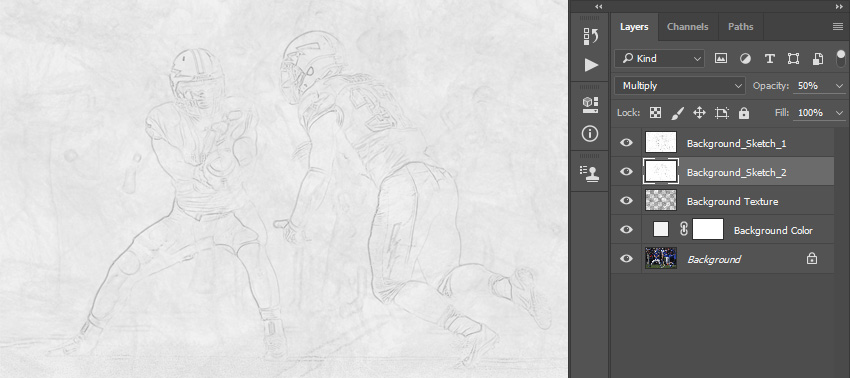 Layers Channels Paths
Kind
Multiply Opacity: 50%
Lock: Fill: 100%
Background_Sketch_1
Background_Sketch_2
Background Texture
Background Color
Background